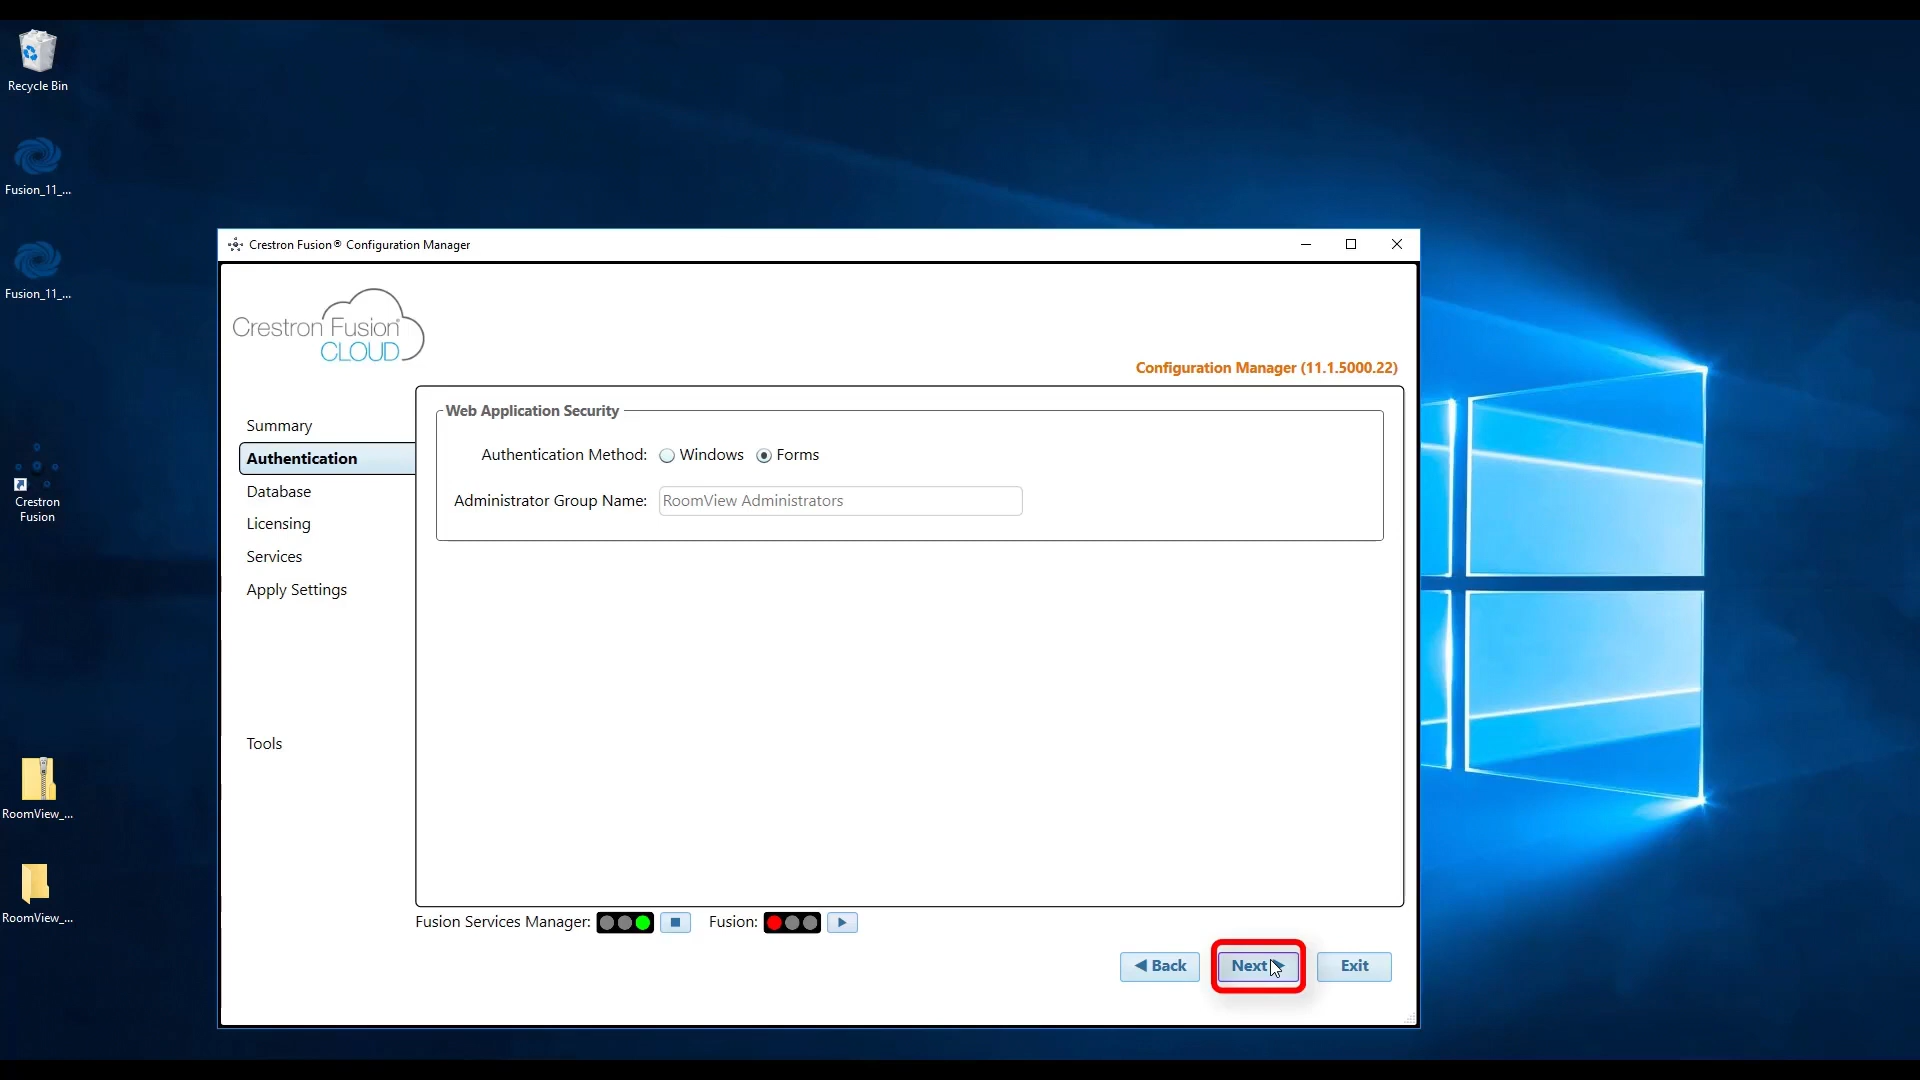 Recycle Bin
Fusion_11_...
Fusion_11_...
Crestron
Fusion
RoomView_...
RoomView_...
Crestron Fusion® Configuration Manager
Crestron Fusion®
CLOUD
Configuration Manager (11.1.5000.22)
Summary
Authentication
Database
Licensing
Services
Apply Settings
Tools
Web Application Security
Authentication Method: Windows Forms
Administrator Group Name: RoomView Administrators
Fusion Services Manager: Fusion:
Back Next Exit